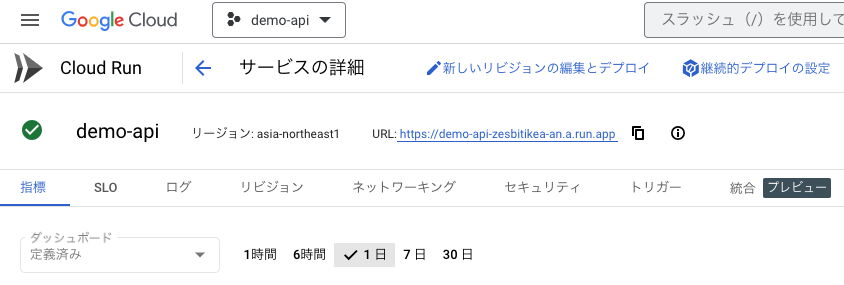 Google Cloud demo-api スラッシュ（/）を使用して
Cloud Run サービスの詳細 新しいリビジョンの編集とデプロイ 継続的デプロイの設定
demo-api リージョン: asia-northeast1 URL: https://demo-api-zesbitikea-an.a.run.app
指標 SLO ログ リビジョン ネットワーキング セキュリティ トリガー 統合 プレビュー
ダッシュボード
定義済み 1時間 6時間 1 日 7 日 30 日